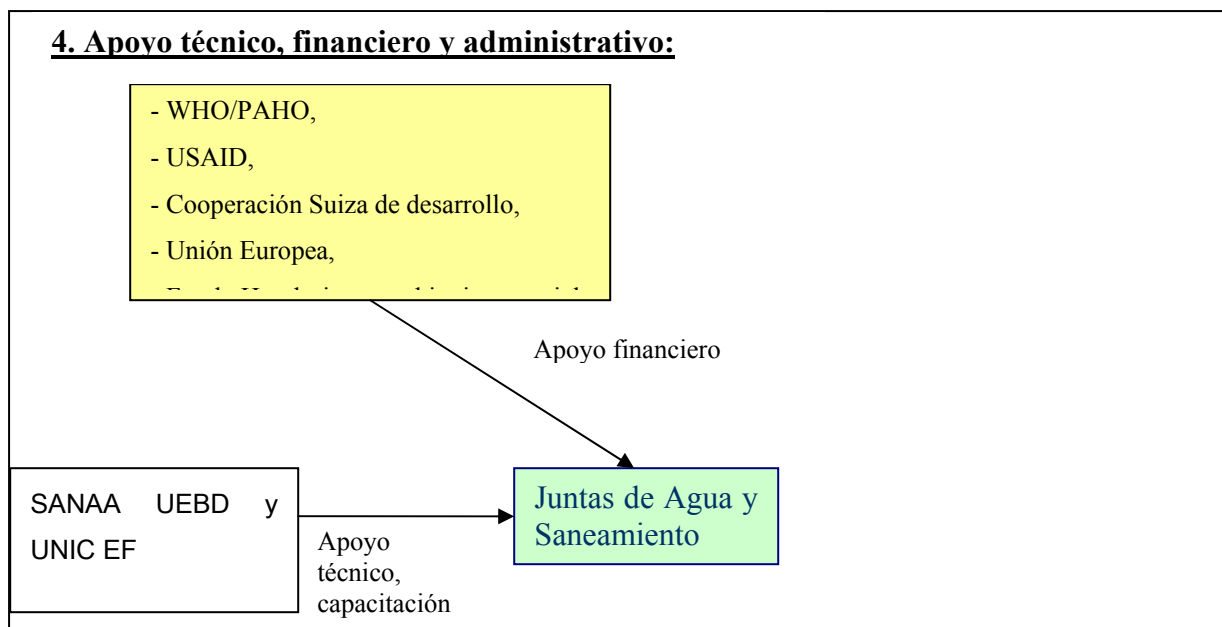 4. Apoyo técnico, financiero y administrativo:
- WHO/PAHO,
- USAID,
- Cooperación Suiza de desarrollo,
- Unión Europea,
Apoyo financiero
SANAA UEBD y
UNIC EF
Apoyo
técnico,
capacitación
Juntas de Agua y
Saneamiento